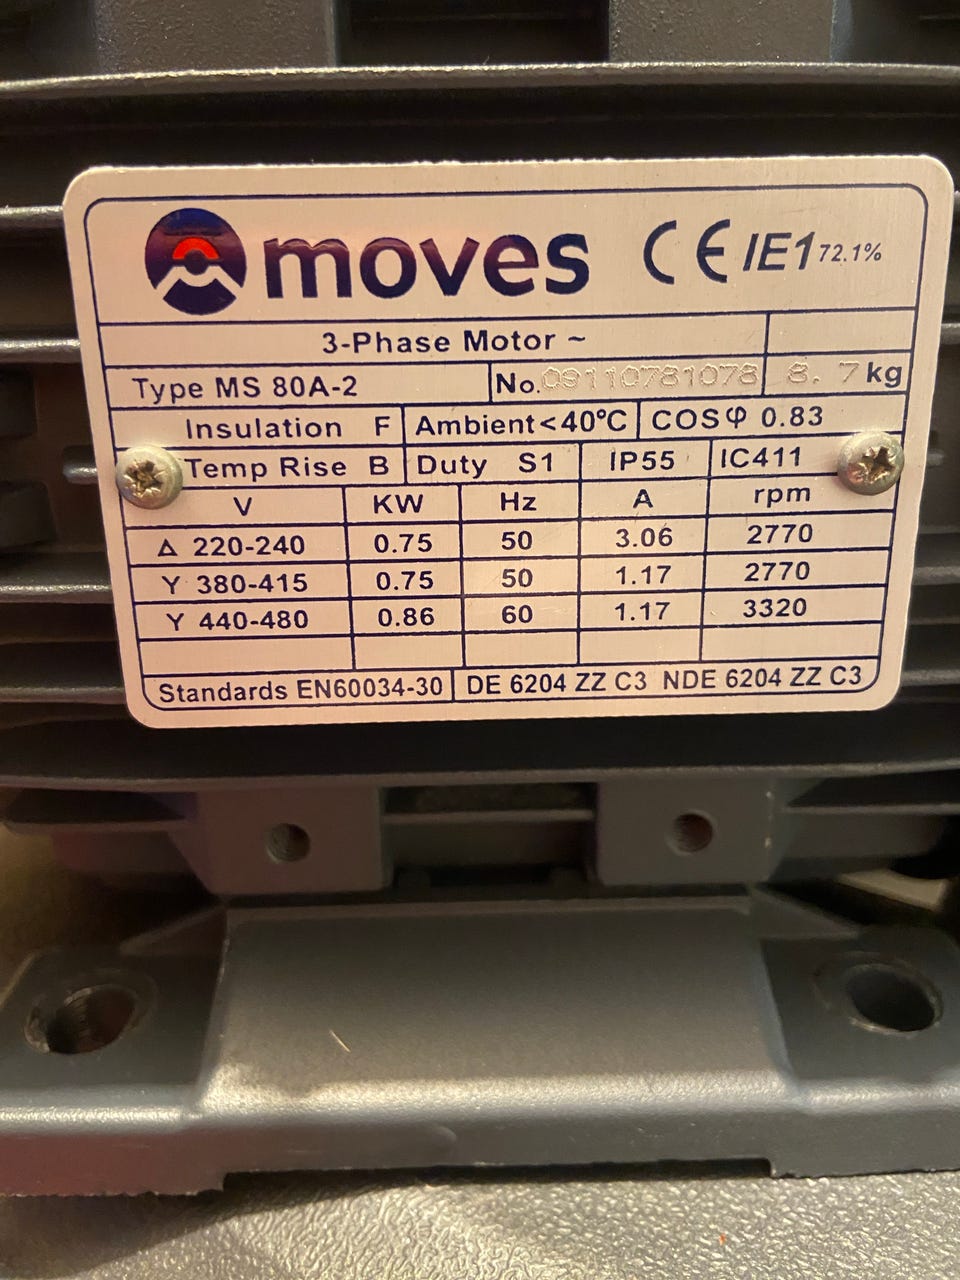 moves CE IE1 72.1%
3-Phase Motor ~
Type MS 80A-2 No. 09110781078 8.7 kg
Insulation F Ambient<40°C COSφ 0.83
Temp Rise B Duty S1 IP55 IC411
V KW Hz A rpm
Δ 220-240 0.75 50 3.06 2770
Y 380-415 0.75 50 1.17 2770
Y 440-480 0.86 60 1.17 3320
Standards EN60034-30 DE 6204 ZZ C3 NDE 6204 ZZ C3